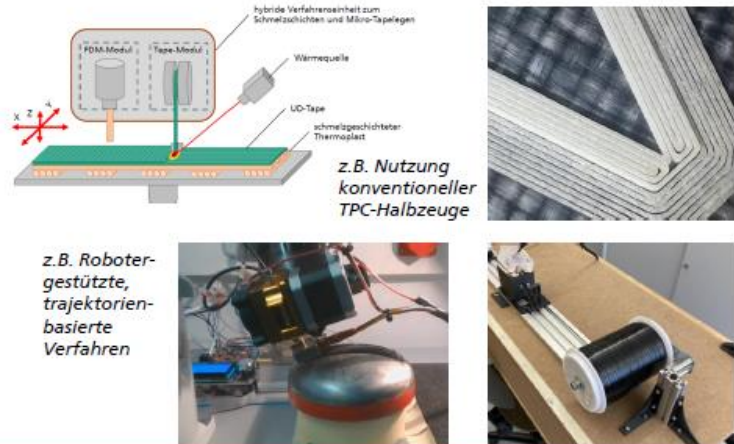 hybride Verfahrenseinheit zum
Schmelzschichten und Mikro-Tapelegen
FDM-Modul
Tape-Modul
Wärmequelle
X
Z
Y
UD-Tape
schmelzgeschichteter
Thermoplast
z.B. Nutzung
konventioneller
TPC-Halbzeuge
z.B. Roboter-
gestützte,
trajektorien-
basierte
Verfahren